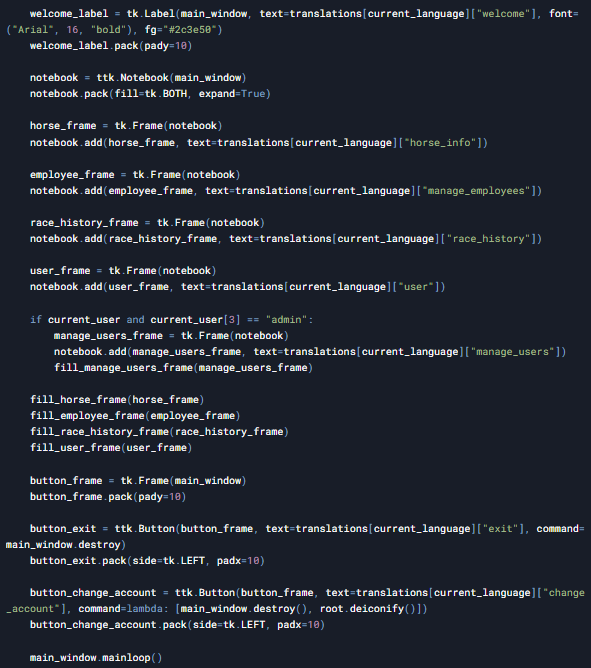 welcome_label = tk.Label(main_window, text=translations[current_language]["welcome"], font=
("Arial", 16, "bold"), fg="#2c3e50")
welcome_label.pack(pady=10)
notebook = ttk.Notebook(main_window)
notebook.pack(fill=tk.BOTH, expand=True)
horse_frame = tk.Frame(notebook)
notebook.add(horse_frame, text=translations[current_language]["horse_info"])
employee_frame = tk.Frame(notebook)
notebook.add(employee_frame, text=translations[current_language]["manage_employees"])
race_history_frame = tk.Frame(notebook)
notebook.add(race_history_frame, text=translations[current_language]["race_history"])
user_frame = tk.Frame(notebook)
notebook.add(user_frame, text=translations[current_language]["user"])
if current_user and current_user[3] == "admin":
manage_users_frame = tk.Frame(notebook)
notebook.add(manage_users_frame, text=translations[current_language]["manage_users"])
fill_manage_users_frame(manage_users_frame)
fill_horse_frame(horse_frame)
fill_employee_frame(employee_frame)
fill_race_history_frame(race_history_frame)
fill_user_frame(user_frame)
button_frame = tk.Frame(main_window)
button_frame.pack(pady=10)
button_exit = ttk.Button(button_frame, text=translations[current_language]["exit"], command=
main_window.destroy)
button_exit.pack(side=tk.LEFT, padx=10)
button_change_account = ttk.Button(button_frame, text=translations[current_language]["change
_account"], command=lambda: [main_window.destroy(), root.deiconify()])
button_change_account.pack(side=tk.LEFT, padx=10)
main_window.mainloop()